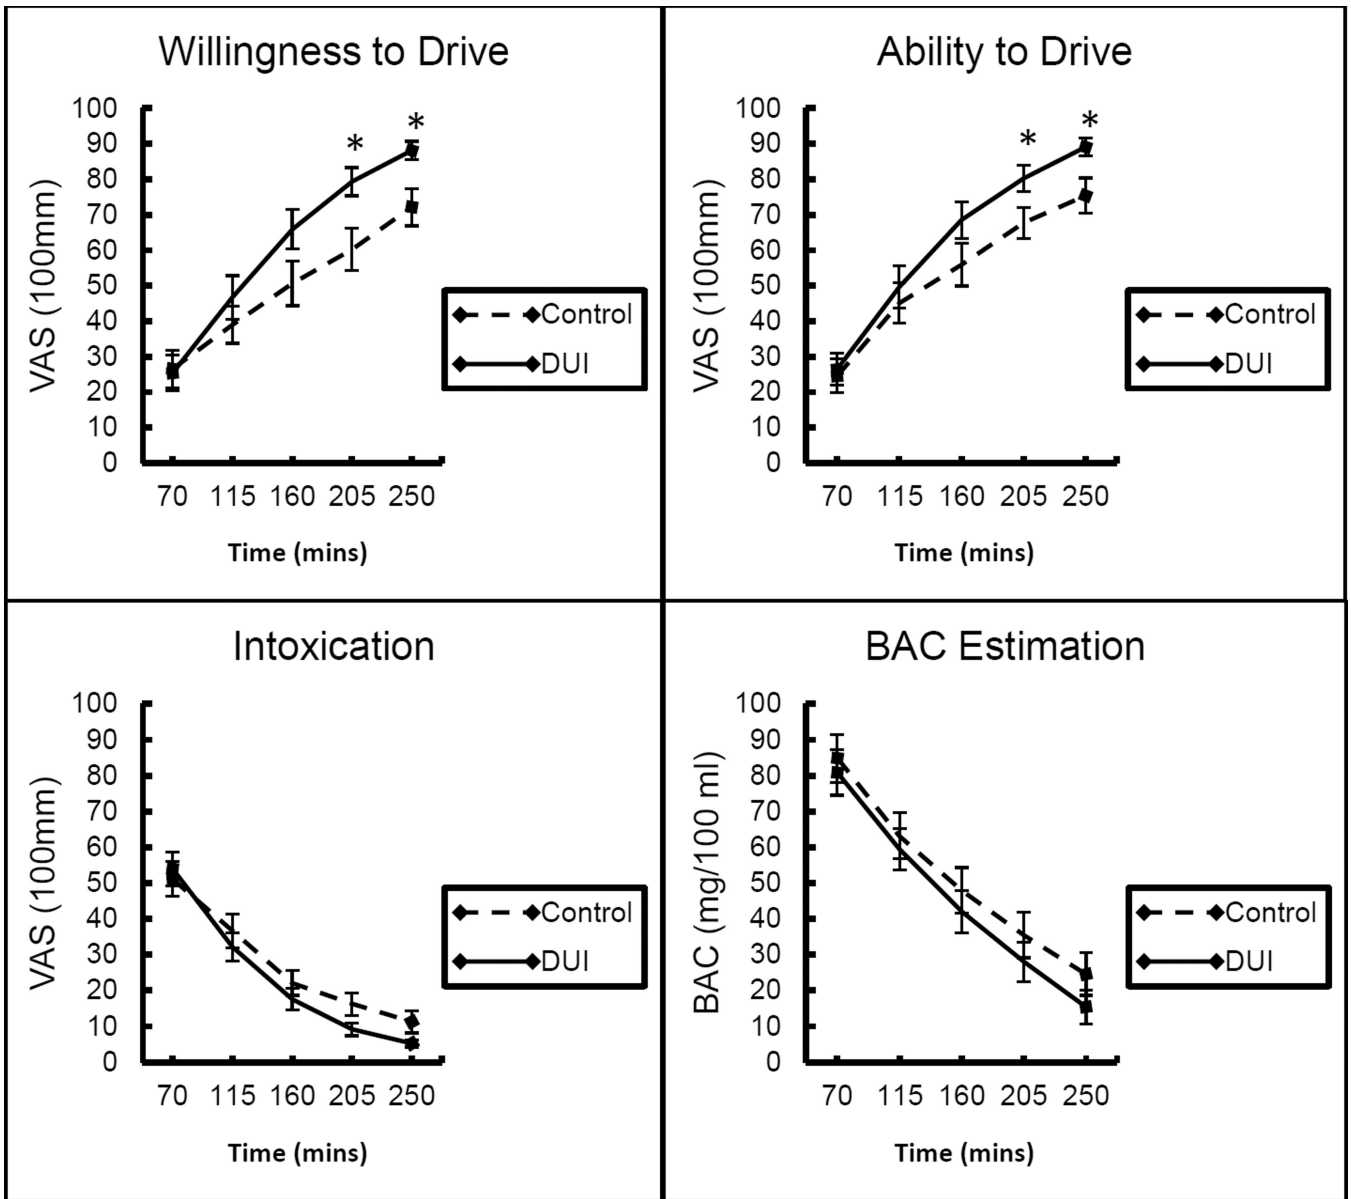 Willingness to Drive
*
*
100
90
80
70
60
50
40
30
20
10
0
VAS (100mm)
Control
DUI
70 115 160 205 250
Time (mins)
Ability to Drive
*
*
100
90
80
70
60
50
40
30
20
10
0
VAS (100mm)
Control
DUI
70 115 160 205 250
Time (mins)
Intoxication
100
90
80
70
60
50
40
30
20
10
0
VAS (100mm)
Control
DUI
70 115 160 205 250
Time (mins)
BAC Estimation
100
90
80
70
60
50
40
30
20
10
0
BAC (mg/100 ml)
Control
DUI
70 115 160 205 250
Time (mins)